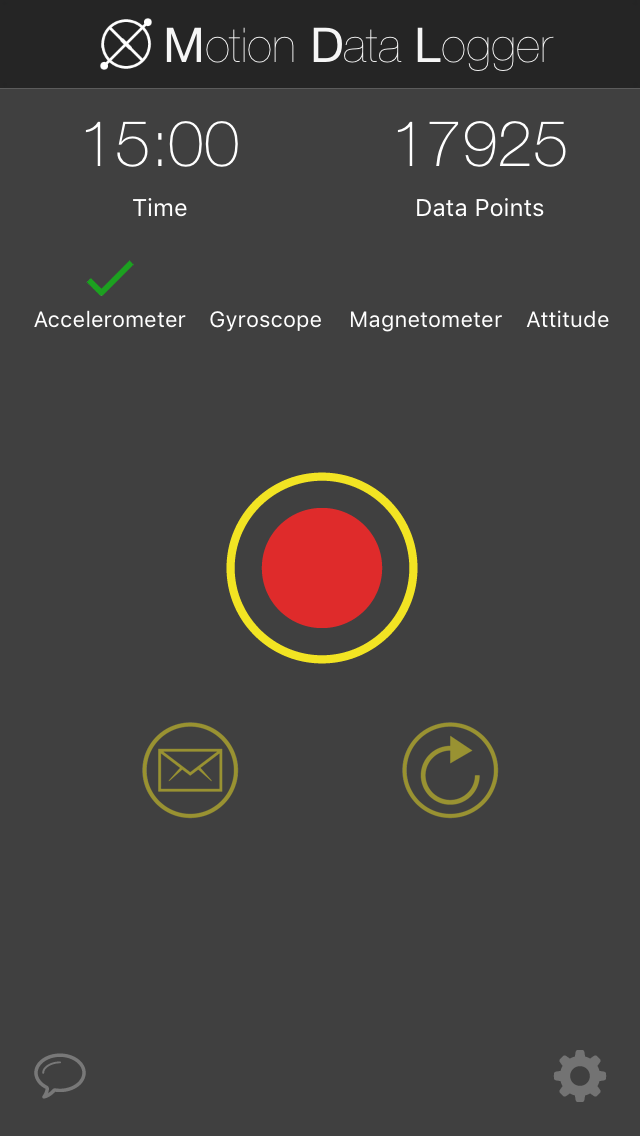 Motion Data Logger
15:00 17925
Time Data Points
Accelerometer Gyroscope Magnetometer Attitude